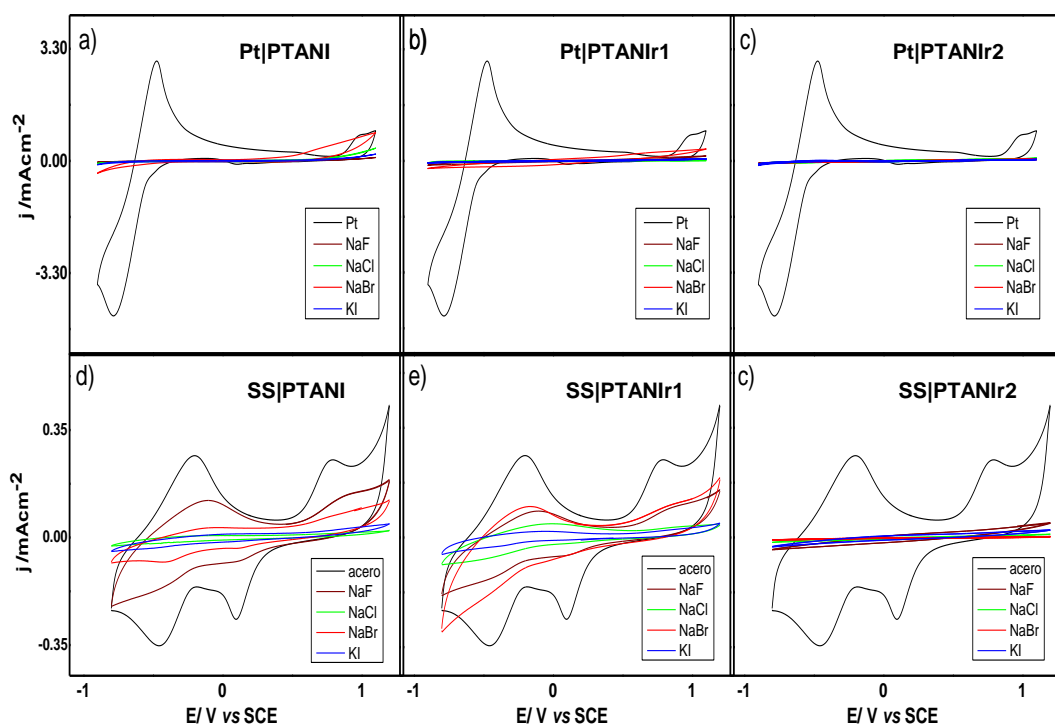 a)
Pt|PTANI
b)
Pt|PTANIr1
c)
Pt|PTANIr2
j /mAcm-2
3.30
0.00
-3.30
Pt
NaF
NaCl
NaBr
KI
Pt
NaF
NaCl
NaBr
KI
Pt
NaF
NaCl
NaBr
KI
d)
SS|PTANI
e)
SS|PTANIr1
c)
SS|PTANIr2
j /mAcm-2
0.35
0.00
-0.35
acero
NaF
NaCl
NaBr
KI
acero
NaF
NaCl
NaBr
KI
acero
NaF
NaCl
NaBr
KI
-1 0 1
0 1
0 1
E/ V vs SCE
E/ V vs SCE
E/ V vs SCE